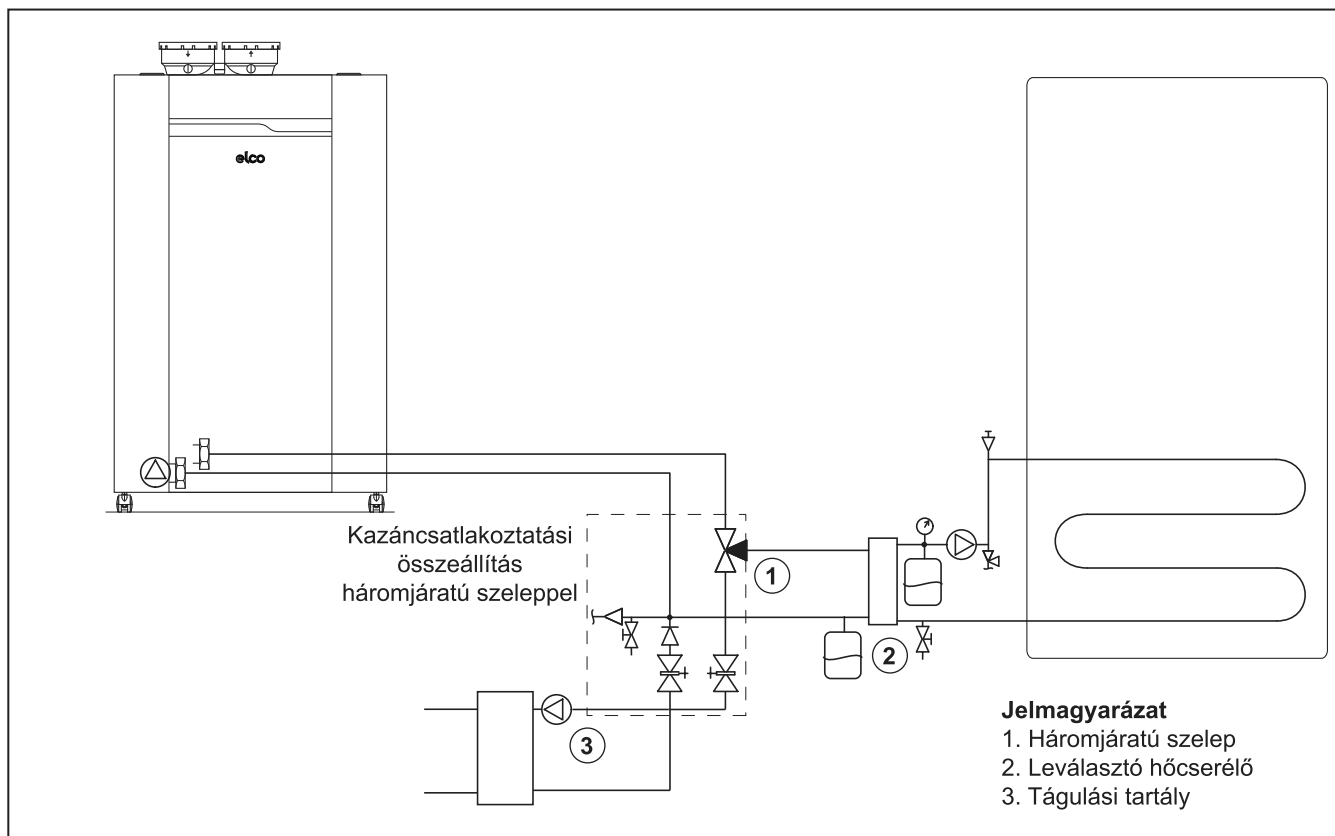 elco
Kazáncsatlakoztatási
összeállítás
háromjáratú szeleppel
1
2
3
Jelmagyarázat
1. Háromjáratú szelep
2. Leválasztó hőcserélő
3. Tágulási tartály